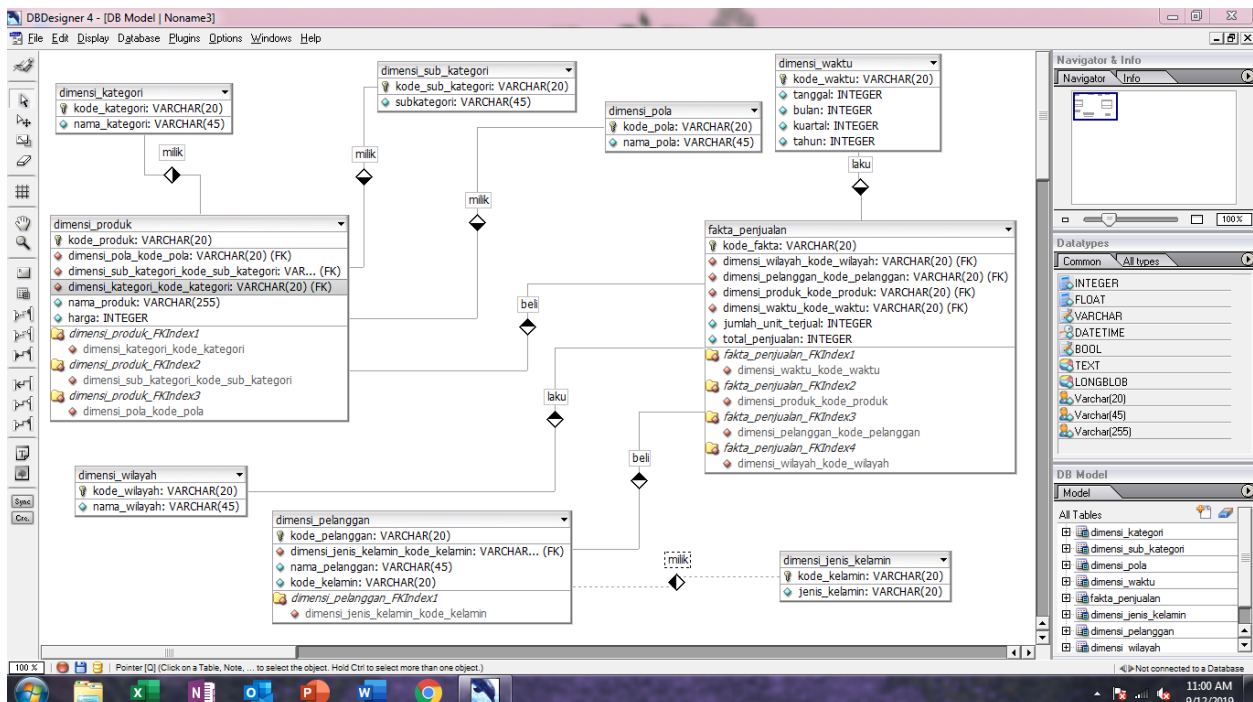 DBDesigner 4 - [DB Model | Noname3]
File Edit Display Database Plugins Options Windows Help
dimensi_kategori
kode_kategori: VARCHAR(20)
nama_kategori: VARCHAR(45)
milik
dimensi_sub_kategori
kode_sub_kategori: VARCHAR(20)
subkategori: VARCHAR(45)
milik
dimensi_pola
kode_pola: VARCHAR(20)
nama_pola: VARCHAR(45)
milik
dimensi_waktu
kode_waktu: VARCHAR(20)
tanggal: INTEGER
bulan: INTEGER
kuartal: INTEGER
tahun: INTEGER
laku
dimensi_produk
kode_produk: VARCHAR(20)
dimensi_pola_kode_pola: VARCHAR(20) (FK)
dimensi_sub_kategori_kode_sub_kategori: VAR... (FK)
dimensi_kategori_kode_kategori: VARCHAR(20) (FK)
nama_produk: VARCHAR(255)
harga: INTEGER
dimensi_produk_FKIndex1
dimensi_kategori_kode_kategori
dimensi_produk_FKIndex2
dimensi_sub_kategori_kode_sub_kategori
dimensi_produk_FKIndex3
dimensi_pola_kode_pola
beli
fakta_penjualan
kode_fakta: VARCHAR(20)
dimensi_wilayah_kode_wilayah: VARCHAR(20) (FK)
dimensi_pelanggan_kode_pelanggan: VARCHAR(20) (FK)
dimensi_produk_kode_produk: VARCHAR(20) (FK)
dimensi_waktu_kode_waktu: VARCHAR(20) (FK)
jumlah_unit_terjual: INTEGER
total_penjualan: INTEGER
fakta_penjualan_FKIndex1
dimensi_waktu_kode_waktu
fakta_penjualan_FKIndex2
dimensi_produk_kode_produk
fakta_penjualan_FKIndex3
dimensi_pelanggan_kode_pelanggan
fakta_penjualan_FKIndex4
dimensi_wilayah_kode_wilayah
laku
beli
dimensi_wilayah
kode_wilayah: VARCHAR(20)
nama_wilayah: VARCHAR(45)
dimensi_pelanggan
kode_pelanggan: VARCHAR(20)
dimensi_jenis_kelamin_kode_kelamin: VARCHAR... (FK)
nama_pelanggan: VARCHAR(45)
kode_kelamin: VARCHAR(20)
dimensi_pelanggan_FKIndex1
dimensi_jenis_kelamin_kode_kelamin
milik
dimensi_jenis_kelamin
kode_kelamin: VARCHAR(20)
jenis_kelamin: VARCHAR(20)
Navigator & Info
Navigator Info
100%
Datatypes
Common All types
INTEGER
FLOAT
VARCHAR
DATETIME
BOOL
TEXT
LONGBLOB
Varchar(20)
Varchar(45)
Varchar(255)
DB Model
Model
All Tables
dimensi_kategori
dimensi_sub_kategori
dimensi_pola
dimensi_waktu
fakta_penjualan
dimensi_jenis_kelamin
dimensi_pelanggan
dimensi_wilayah
Sync
Cre.
100 % Pointer [Q] (Click on a Table, Note, ... to select the object. Hold Ctrl to select more than one object.)
Not connected to a Database
11:00 AM
9/12/2019